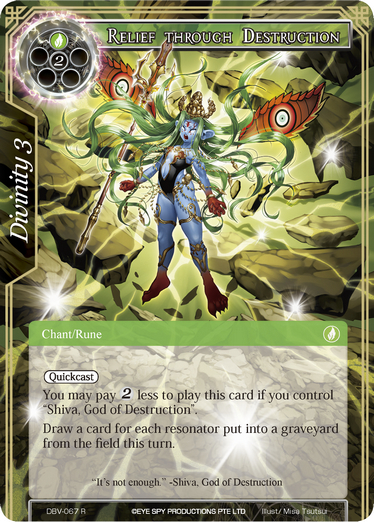 Relief through Destruction
2
Divinity 3
Chant/Rune
Quickcast
You may pay 2 less to play this card if you control
"Shiva, God of Destruction".
Draw a card for each resonator put into a graveyard
from the field this turn.
"It's not enough." -Shiva, God of Destruction
DBV-067 R ©EYE SPY PRODUCTIONS PTE LTD Illust/ Misa Tsutsui